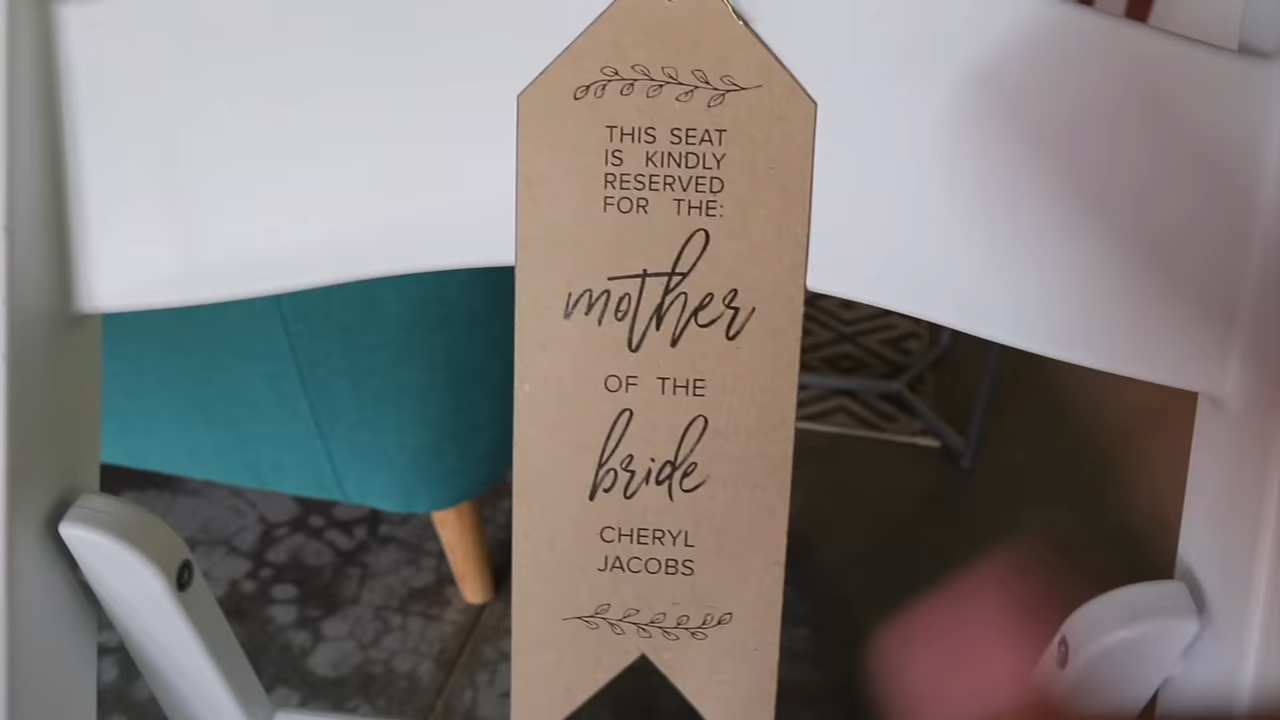 THIS SEAT
IS KINDLY
RESERVED
FOR THE:
mother
OF THE
bride
CHERYL
JACOBS